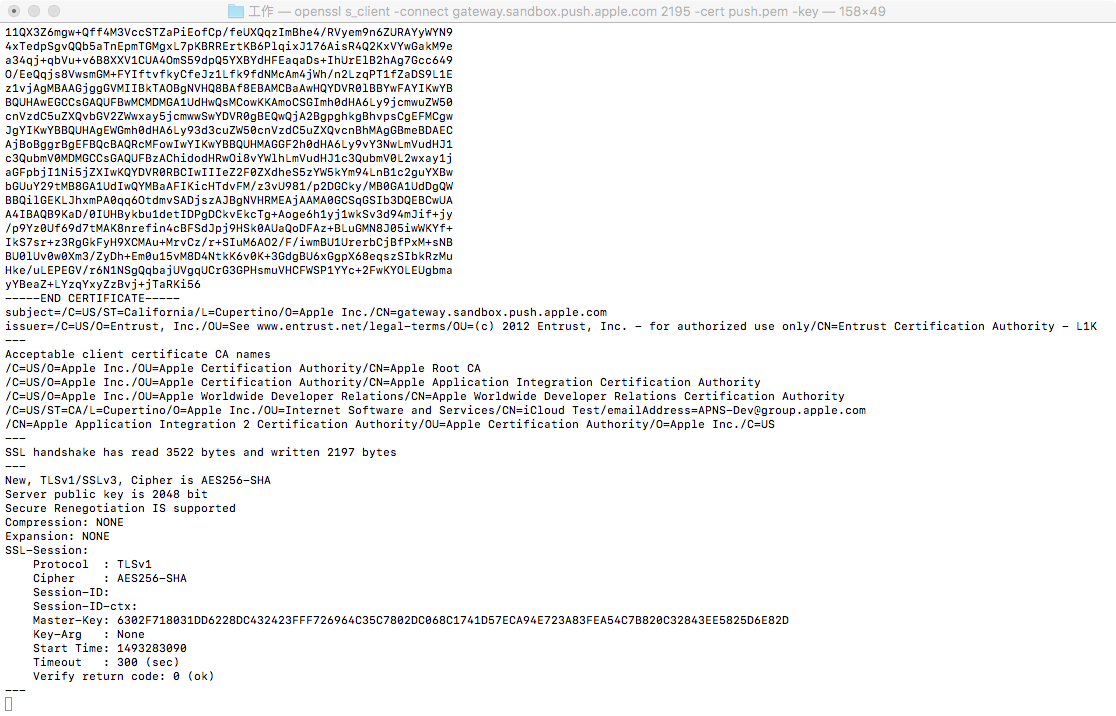 工作 — openssl s_client -connect gateway.sandbox.push.apple.com 2195 -cert push.pem -key — 158×49
11QX3Z6mgw+Qff4M3VccSTZaPiEofCp/feUXQqzImBhe4/RVyem9n6ZURAYyWYN9
4xTedpSgvQQb5aTnEpmTGMgxL7pKBRRErtKB6PlqixJ176AisR4Q2KxVYwGakM9e
a34qj+qbVu+v6B8XXV1CUA4OmS59dpQ5YXBYdHFEaqaDs+IhUrElB2hAg7Gcc649
O/EeQqjs8VwsmGM+FYIftvfkyCfeJz1Lfk9fdNMcAm4jWh/n2LzqPT1fZaDS9L1E
z1vjAgMBAAGjggGVMIIBkTAOBgNVHQ8BAf8EBAMCBaAwHQYDVR0lBBYwFAYIKwYB
BQUHAwEGCCsGAQUFBwMCMDMGA1UdHwQsMCowKKAmoCSGImh0dHA6Ly9jcmwuZW50
cnVzdC5uZXQvbGV2ZWwxay5jcmwwSwYDVR0gBEQwQjA2BgpghkgBhvpsCgEFMCgw
JgYIKwYBBQUHAgEWGmh0dHA6Ly93d3cuZW50cnVzdC5uZXQvcnBhMAgGBmeBDAEC
AjBoBggrBgEFBQcBAQRcMFowIwYIKwYBBQUHMAGGF2h0dHA6Ly9vY3NwLmVudHJ1
c3QubmV0MDMGCCsGAQUFBzAChidodHRwOi8vYWlhLmVudHJ1c3QubmV0L2wxay1j
aGFpbjI1Ni5jZXIwKQYDVR0RBCIwIIIeZ2F0ZXdheS5zYW5kYm94LnB1c2guYXBw
bGUuY29tMB8GA1UdIwQYMBaAFIKicHTdvFM/z3vU981/p2DGCky/MB0GA1UdDgQW
BBQilGEKLJhxmPA0qq6OtdmvSADjszAJBgNVHRMEAjAAMA0GCSqGSIb3DQEBCwUA
A4IBAQB9KaD/0IUHBykbu1detIDPgDCkvEkcTg+Aoge6h1yj1wkSv3d94mJif+jy
/p9Yz0Uf69d7tMAK8nrefin4cBFSdJpj9HSk0AUaQoDFAz+BLuGMN8J05iwWKYf+
IkS7sr+z3RgGkFyH9XCMAu+MrvCz/r+SIuM6AO2/F/iwmBU1UrerbCjBfPxM+sNB
BU0lUv0w0Xm3/ZyDh+Em0u15vM8D4NtkK6v0K+3GdgBU6xGgpX68eqszSIbkRzMu
Hke/uLEPEGV/r6N1NSgQqbajUVgqUCrG3GPHsmuVHCFWSP1YYc+2FwKYOLEUgbma
yYBeaZ+LYzqYxyZzBvj+jTaRKi56
-----END CERTIFICATE-----
subject=/C=US/ST=California/L=Cupertino/O=Apple Inc./CN=gateway.sandbox.push.apple.com
issuer=/C=US/O=Entrust, Inc./OU=See www.entrust.net/legal-terms/OU=(c) 2012 Entrust, Inc. - for authorized use only/CN=Entrust Certification Authority - L1K
---
Acceptable client certificate CA names
/C=US/O=Apple Inc./OU=Apple Certification Authority/CN=Apple Root CA
/C=US/O=Apple Inc./OU=Apple Certification Authority/CN=Apple Application Integration Certification Authority
/C=US/O=Apple Inc./OU=Apple Worldwide Developer Relations/CN=Apple Worldwide Developer Relations Certification Authority
/C=US/ST=CA/L=Cupertino/O=Apple Inc./OU=Internet Software and Services/CN=iCloud Test/emailAddress=APNS-Dev@group.apple.com
/CN=Apple Application Integration 2 Certification Authority/OU=Apple Certification Authority/O=Apple Inc./C=US
---
SSL handshake has read 3522 bytes and written 2197 bytes
---
New, TLSv1/SSLv3, Cipher is AES256-SHA
Server public key is 2048 bit
Secure Renegotiation IS supported
Compression: NONE
Expansion: NONE
SSL-Session:
    Protocol  : TLSv1
    Cipher    : AES256-SHA
    Session-ID:
    Session-ID-ctx:
    Master-Key: 6302F718031DD6228DC432423FFF726964C35C7802DC068C1741D57ECA94E723A83FEA54C7B820C32843EE5825D6E82D
    Key-Arg   : None
    Start Time: 1493283090
    Timeout   : 300 (sec)
    Verify return code: 0 (ok)
---